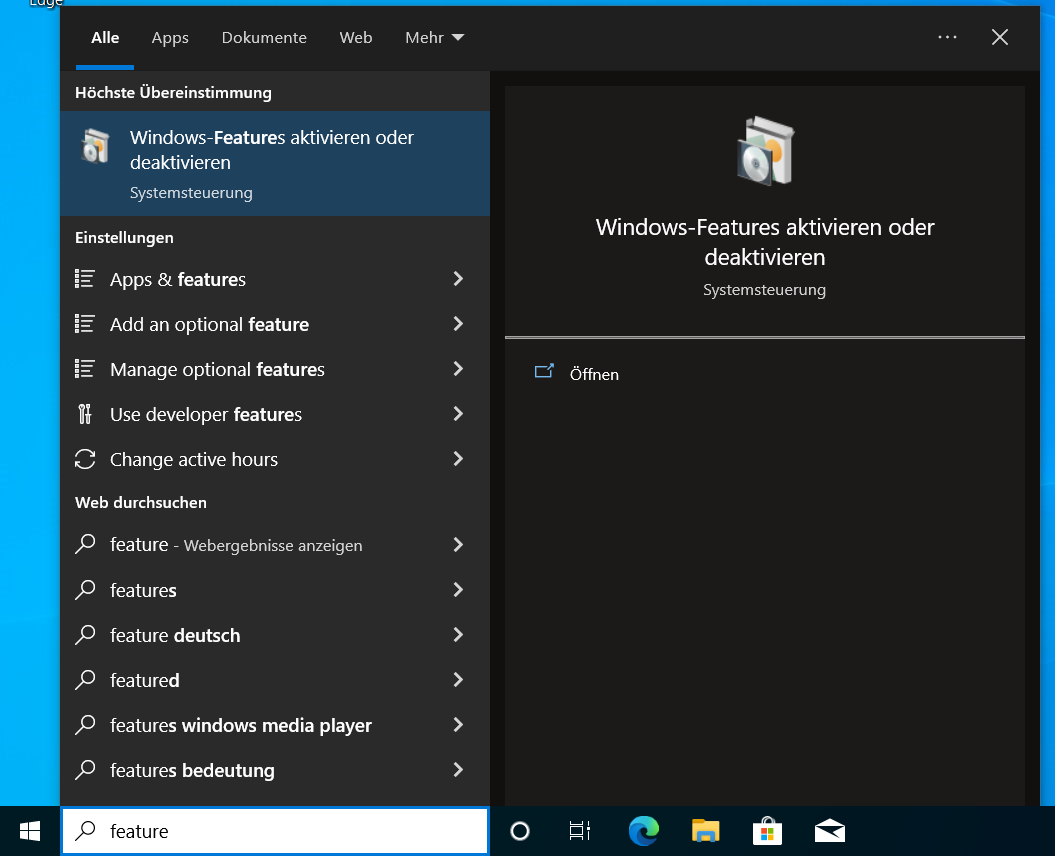 Edge
Alle Apps Dokumente Web Mehr
Höchste Übereinstimmung
Windows-Features aktivieren oder
deaktivieren
Systemsteuerung
Einstellungen
Apps & features
Add an optional feature
Manage optional features
Use developer features
Change active hours
Web durchsuchen
feature - Webergebnisse anzeigen
features
feature deutsch
featured
features windows media player
features bedeutung
feature
Windows-Features aktivieren oder
deaktivieren
Systemsteuerung
Öffnen